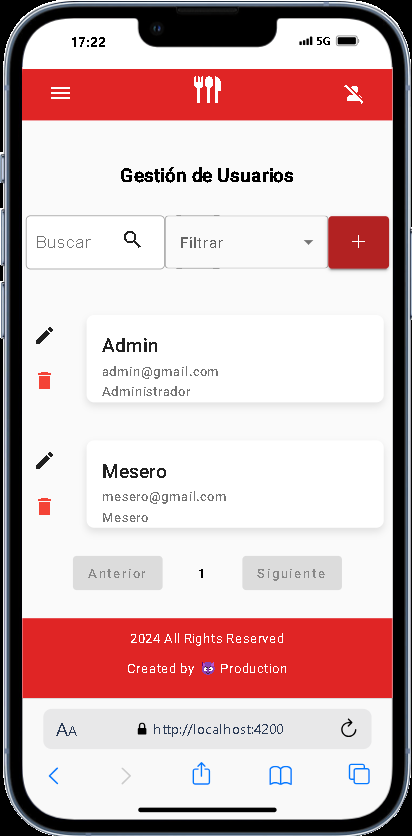 17:22 5G
Gestión de Usuarios
Buscar Filtrar +
Admin
admin@gmail.com
Administrador
Mesero
mesero@gmail.com
Mesero
Anterior 1 Siguiente
2024 All Rights Reserved
Created by 😈 Production
AA http://localhost:4200